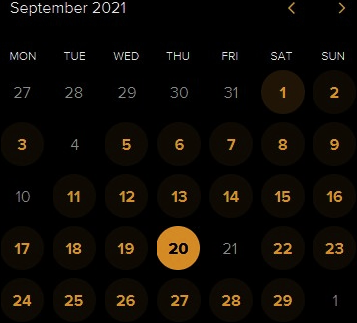 September 2021
MON TUE WED THU FRI SAT SUN
27 28 29 30 31 1 2
3 4 5 6 7 8 9
10 11 12 13 14 15 16
17 18 19 20 21 22 23
24 25 26 27 28 29 1